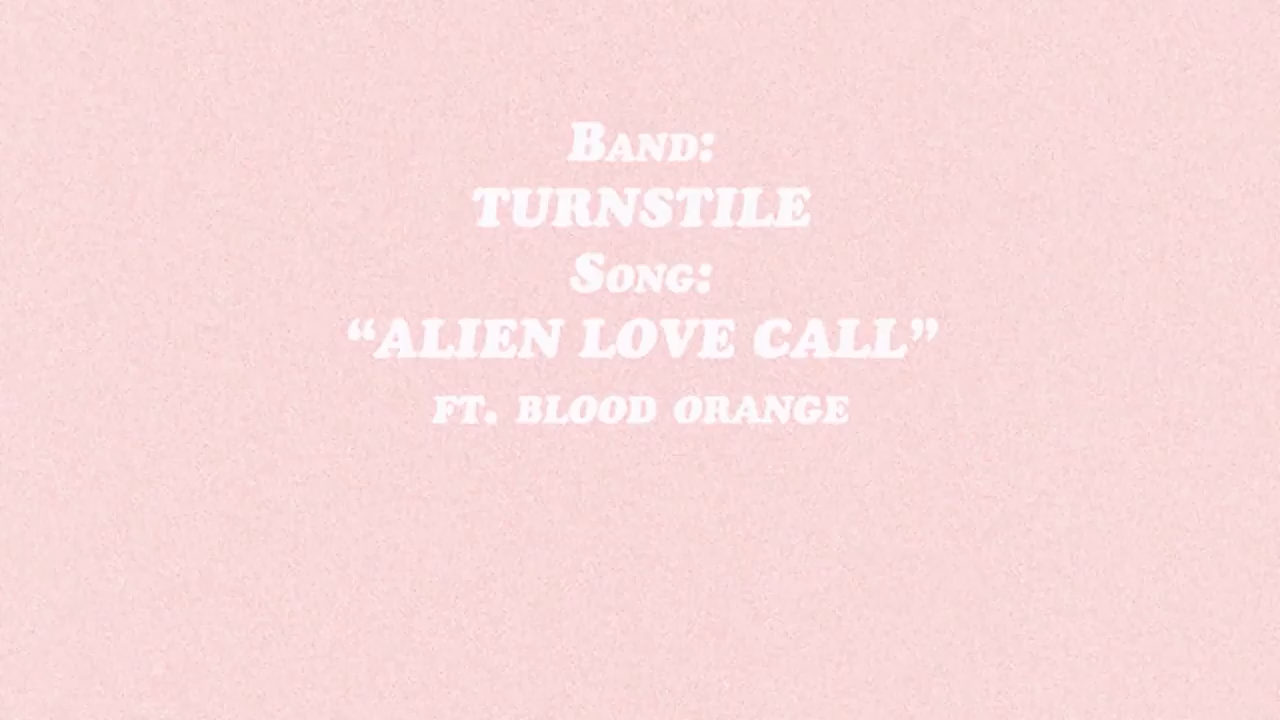 Band:
TURNSTILE
Song:
“ALIEN LOVE CALL”
FT. BLOOD ORANGE